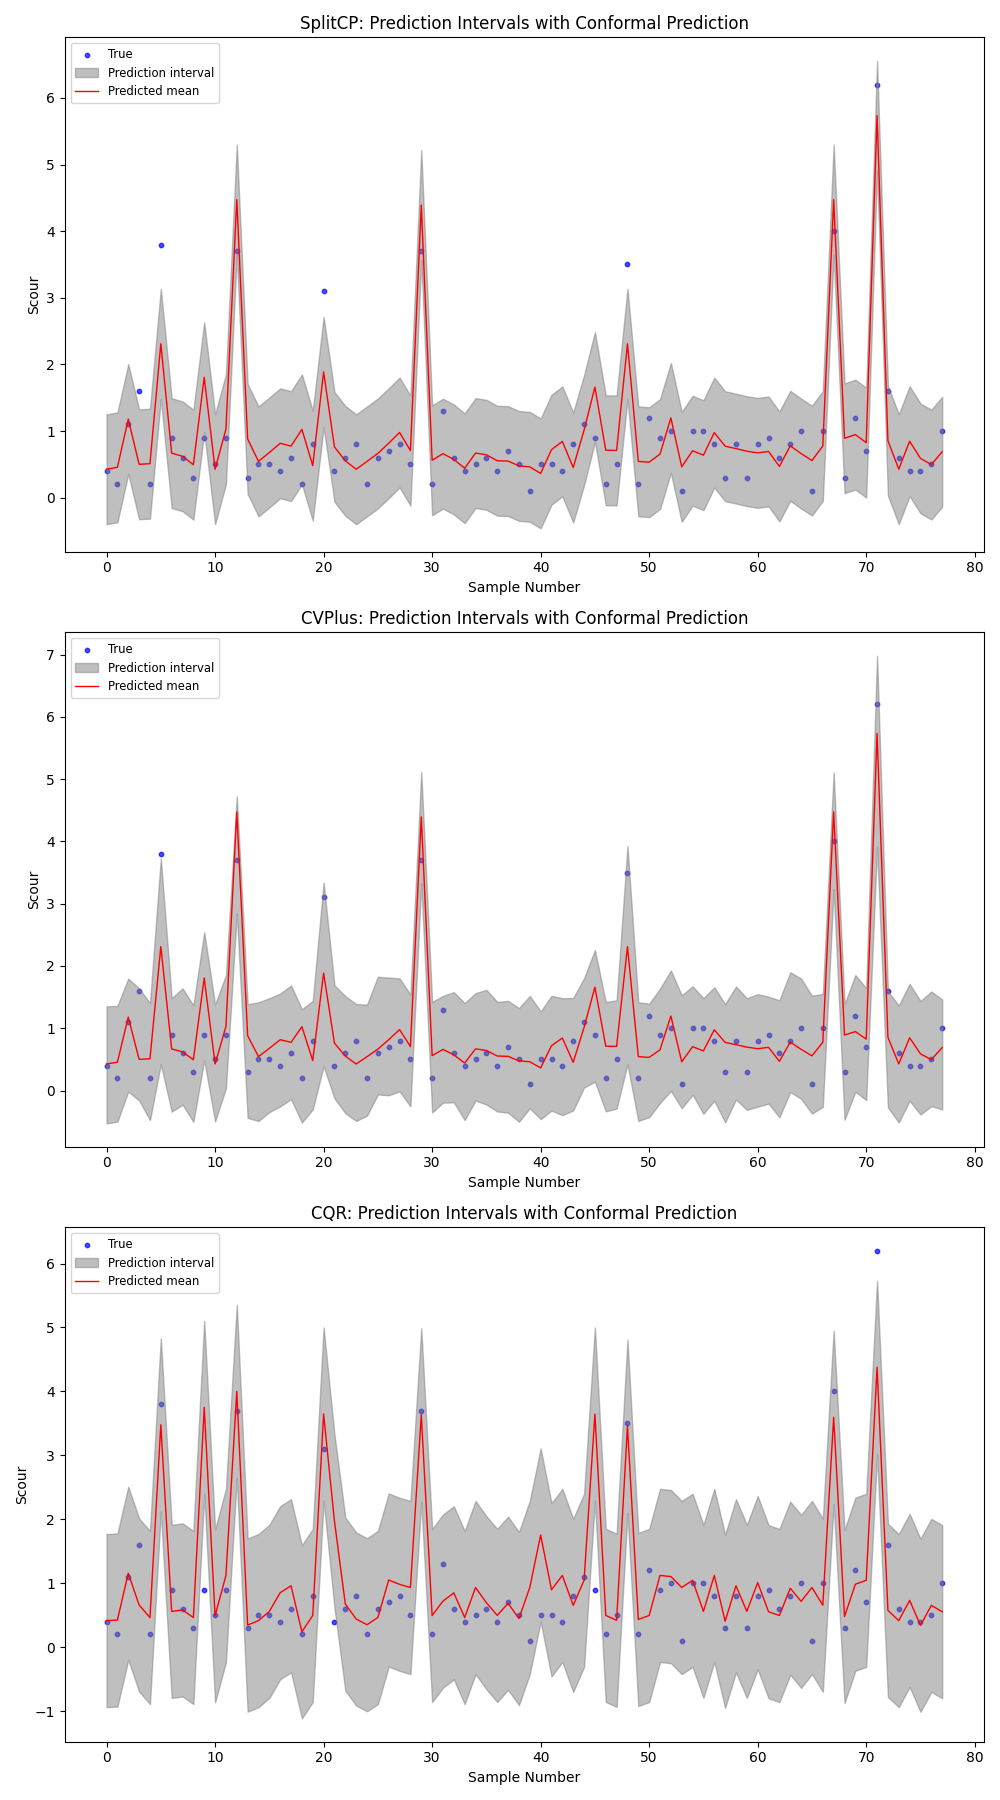 SplitCP: Prediction Intervals with Conformal Prediction
True
Prediction interval
Predicted mean
6
5
4
3
2
1
0
Scour
0 10 20 30 40 50 60 70 80
Sample Number
CVPlus: Prediction Intervals with Conformal Prediction
True
Prediction interval
Predicted mean
7
6
5
4
3
2
1
0
Scour
0 10 20 30 40 50 60 70 80
Sample Number
CQR: Prediction Intervals with Conformal Prediction
True
Prediction interval
Predicted mean
6
5
4
3
2
1
0
−1
Scour
0 10 20 30 40 50 60 70 80
Sample Number